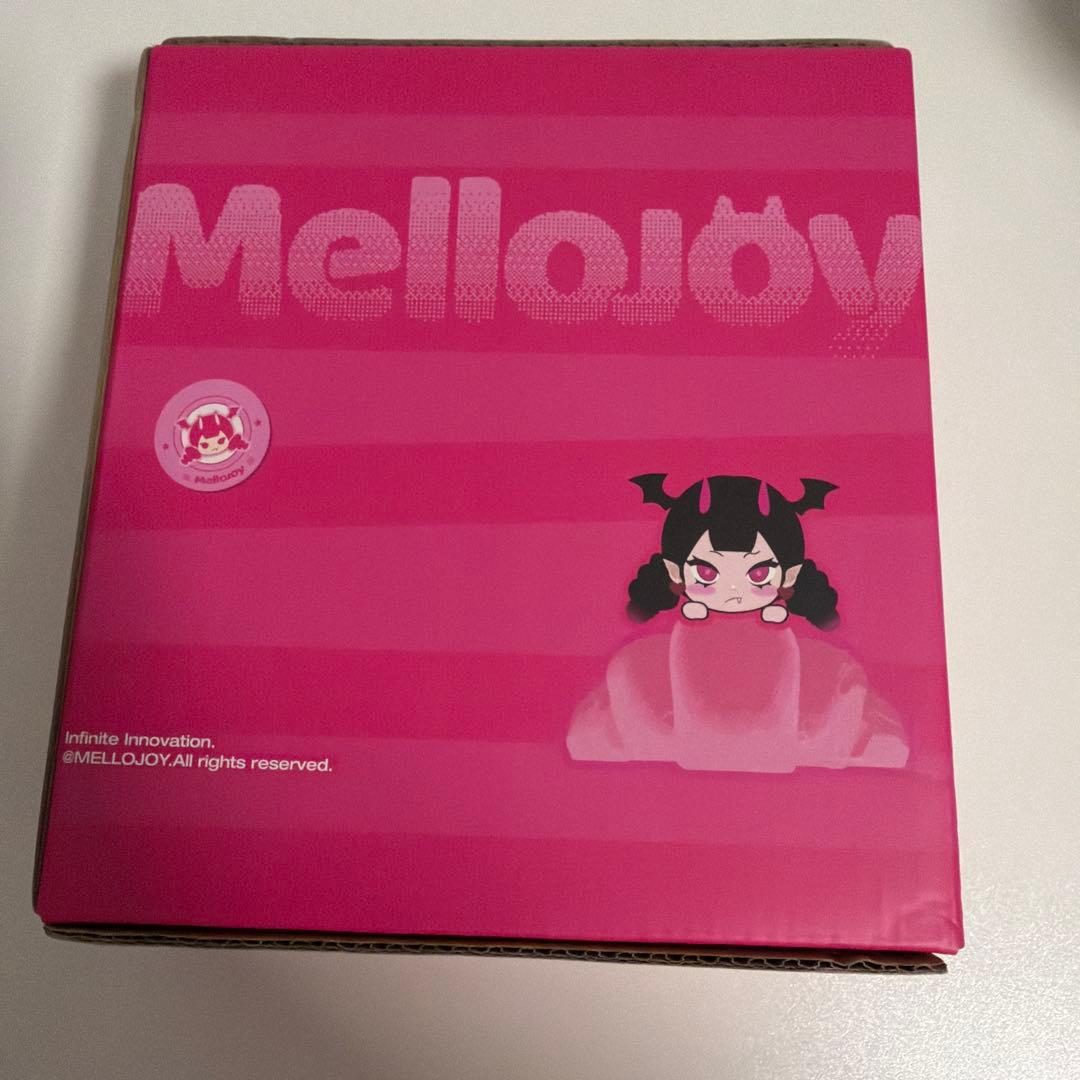 Mellojoy
Mellojoy
Infinite Innovation.
@MELLOJOY.All rights reserved.